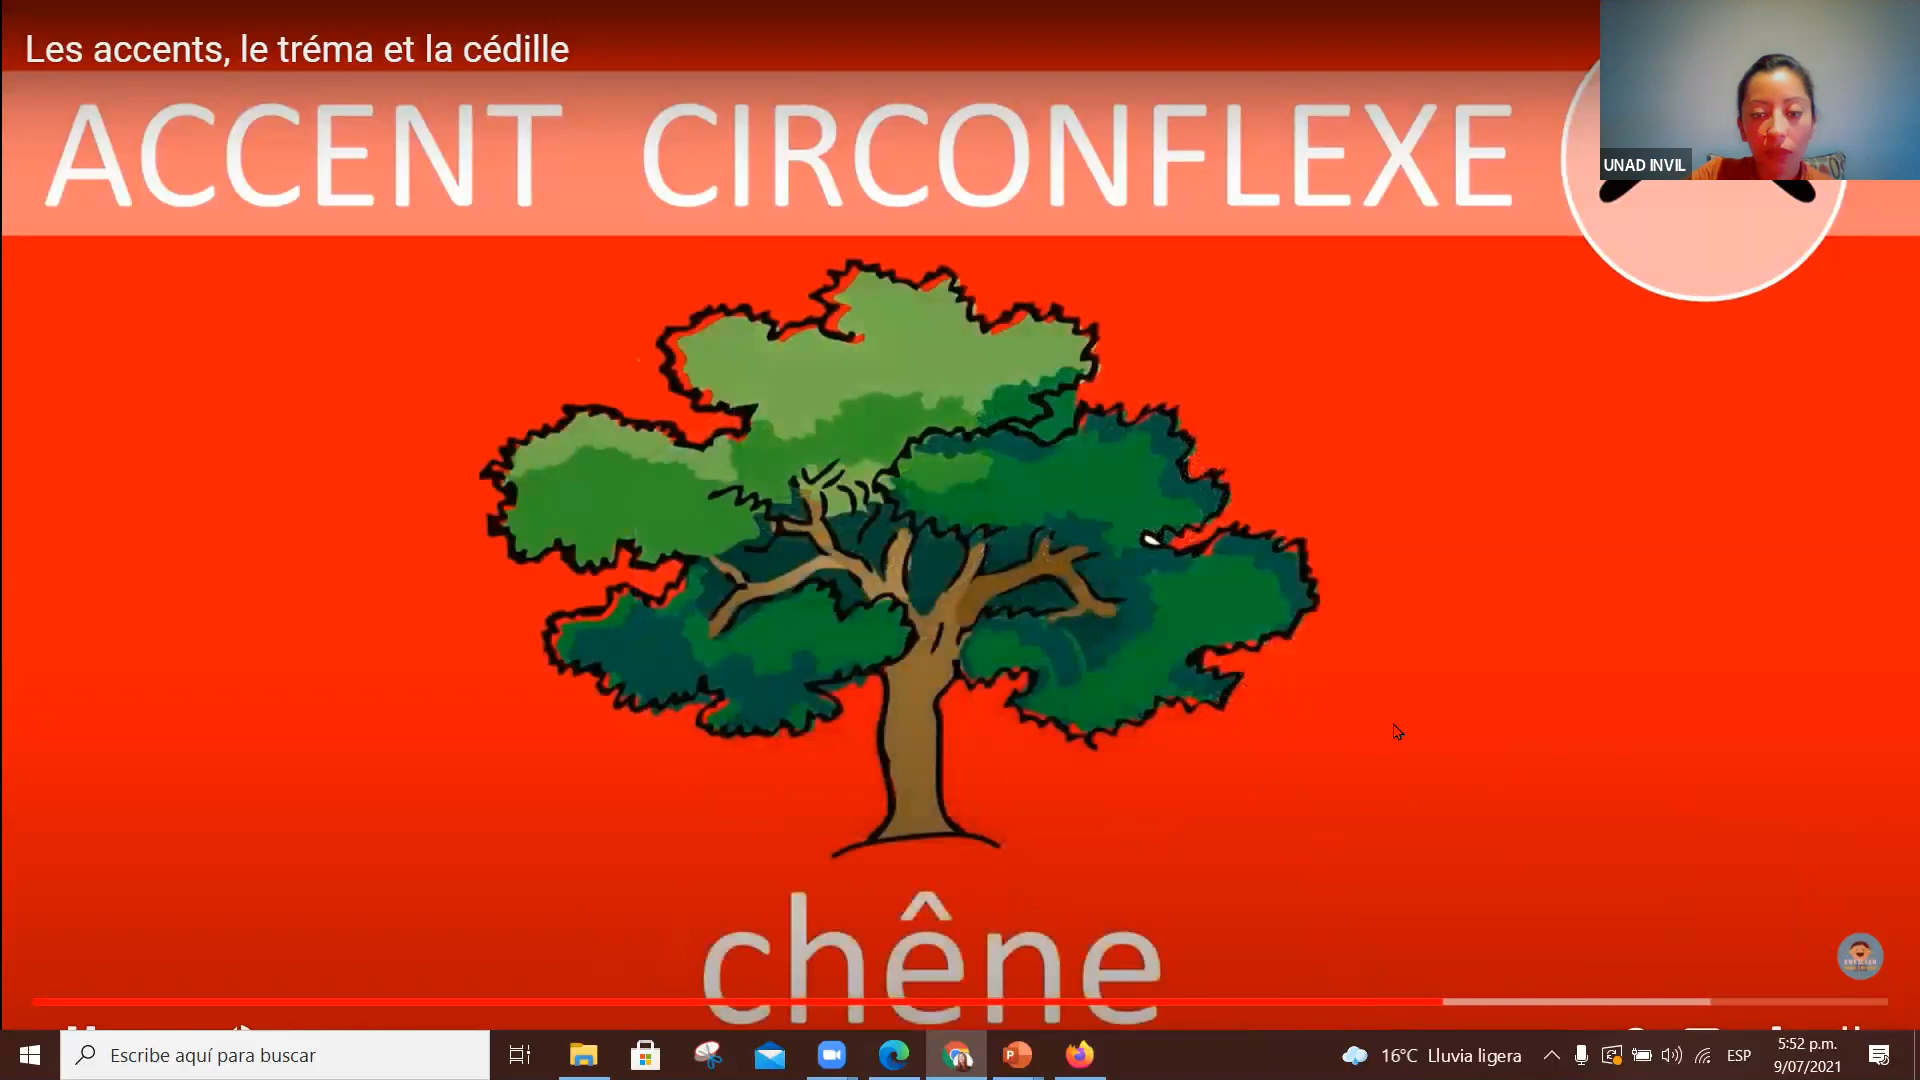 Les accents, le tréma et la cédille
ACCENT CIRCONFLEXE
UNAD INVIL
chêne
Escribe aquí para buscar
16°C Lluvia ligera
ESP
5:52 p.m.
9/07/2021